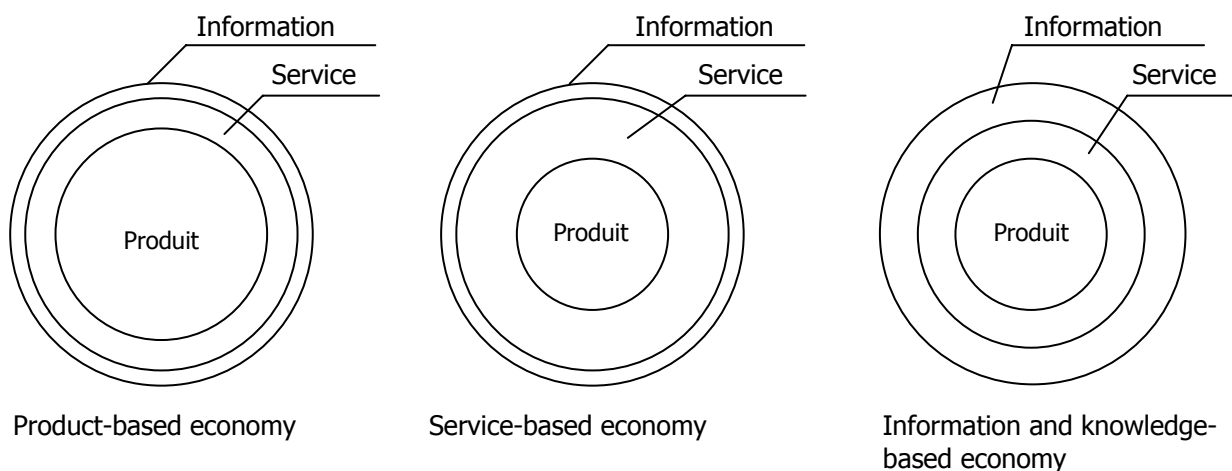 Information
Service
Produit
Product-based economy
Information
Service
Produit
Service-based economy
Information
Service
Produit
Information and knowledge-
based economy